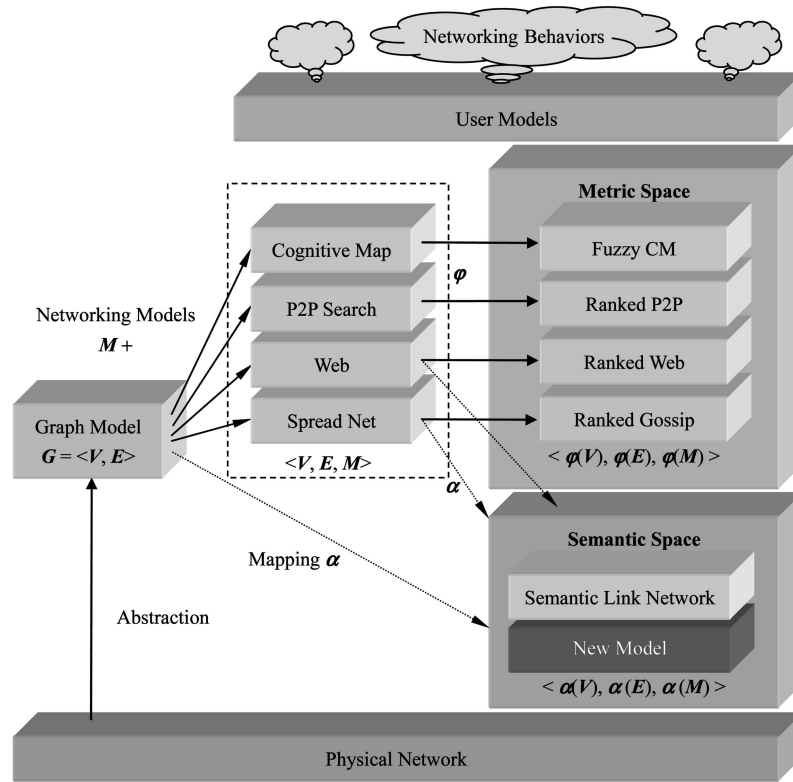 Networking Behaviors
User Models
Metric Space
Cognitive Map
Fuzzy CM
φ
P2P Search
Ranked P2P
Networking Models
M +
Web
Ranked Web
Graph Model
G = <V, E>
Spread Net
Ranked Gossip
<V, E, M>
< φ(V), φ(E), φ(M) >
α
Semantic Space
Mapping α
Semantic Link Network
Abstraction
New Model
< α(V), α (E), α (M) >
Physical Network